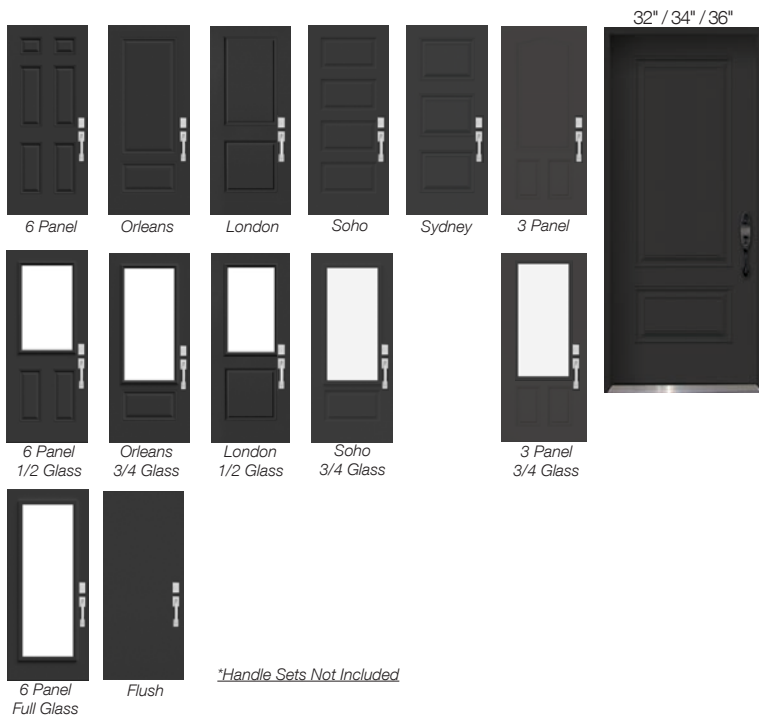 32" / 34" / 36"
6 Panel
Orleans
London
Soho
Sydney
3 Panel
6 Panel
1/2 Glass
Orleans
3/4 Glass
London
1/2 Glass
Soho
3/4 Glass
3 Panel
3/4 Glass
6 Panel
Full Glass
Flush
*Handle Sets Not Included